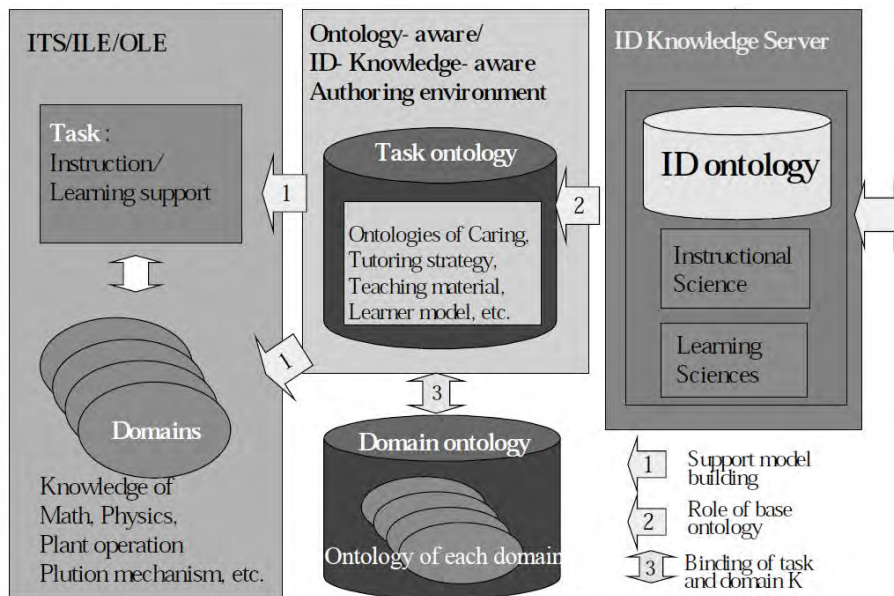 ITS/ILE/OLE
Task :
Instruction/
Learning support
1
Domains
1
Knowledge of
Math, Physics,
Plant operation
Plution mechanism, etc.
Ontology- aware/
ID- Knowledge- aware
Authoring environment
Task ontology
Ontologies of Caring,
Tutoring strategy,
Teaching material,
Learner model, etc.
2
3
Domain ontology
Ontology of each domain
ID Knowledge Server
ID ontology
Instructional
Science
Learning
Sciences
1
Support model
building
2
Role of base
ontology
3
Binding of task
and domain K